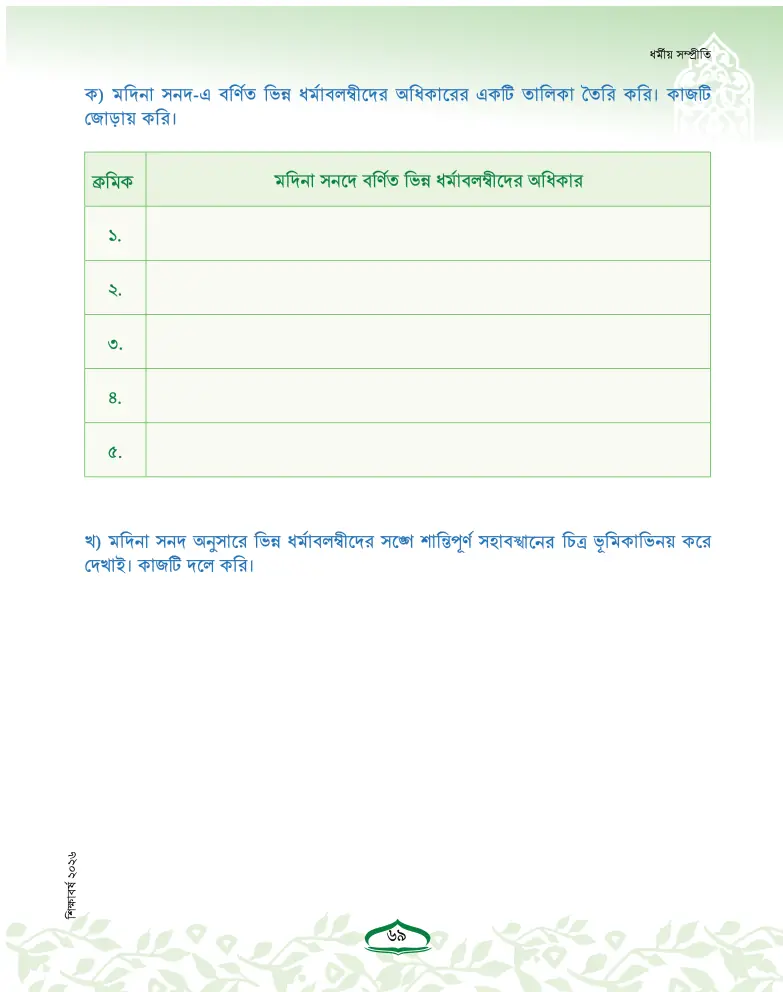 ধর্মীয় সম্প্রীতি
ক) মদিনা সনদ-এ বর্ণিত ভিন্ন ধর্মাবলম্বীদের অধিকারের একটি তালিকা তৈরি করি। কাজটি
জোড়ায় করি।
ক্রমিক মদিনা সনদে বর্ণিত ভিন্ন ধর্মাবলম্বীদের অধিকার
১.
২.
৩.
৪.
৫.
খ) মদিনা সনদ অনুসারে ভিন্ন ধর্মাবলম্বীদের সঙ্গে শান্তিপূর্ণ সহাবস্থানের চিত্র ভূমিকাভিনয় করে
দেখাই। কাজটি দলে করি।
শিক্ষাবর্ষ ২০২৬
৬৯